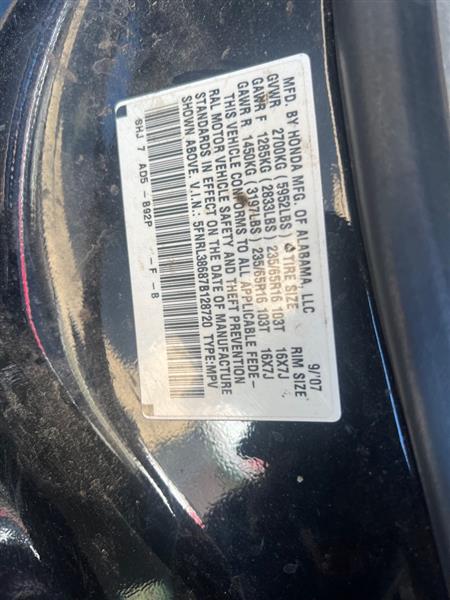 MFD. BY HONDA MFG. OF ALABAMA, LLC 9/'07
GVWR 2700KG (5952LBS) TIRE SIZE RIM SIZE
GAWR F 1285KG (2833LBS) 235/65R16 103T 16X7J
GAWR R 1450KG (3197LBS) 235/65R16 103T 16X7J
THIS VEHICLE CONFORMS TO ALL APPLICABLE FEDE-
RAL MOTOR VEHICLE SAFETY AND THEFT PREVENTION
STANDARDS IN EFFECT ON THE DATE OF MANUFACTURE
SHOWN ABOVE. V.I.N.: 5FNRL38687B128720 TYPE:MPV
SHJ 7 AD5 - B92P - F - B